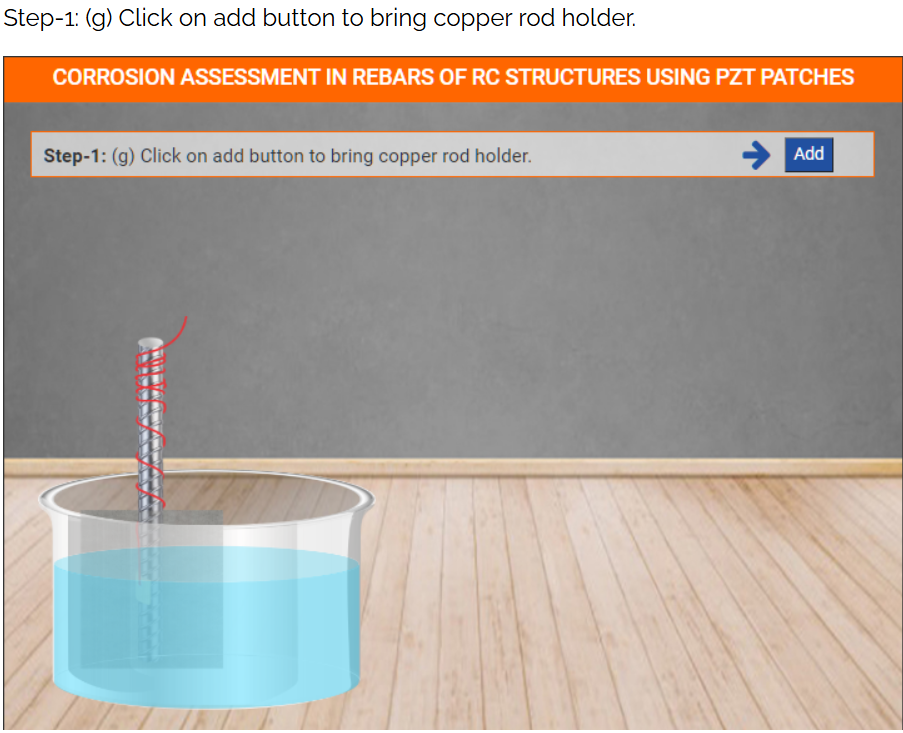 Step-1: (g) Click on add button to bring copper rod holder.
CORROSION ASSESSMENT IN REBARS OF RC STRUCTURES USING PZT PATCHES
Step-1: (g) Click on add button to bring copper rod holder.
Add